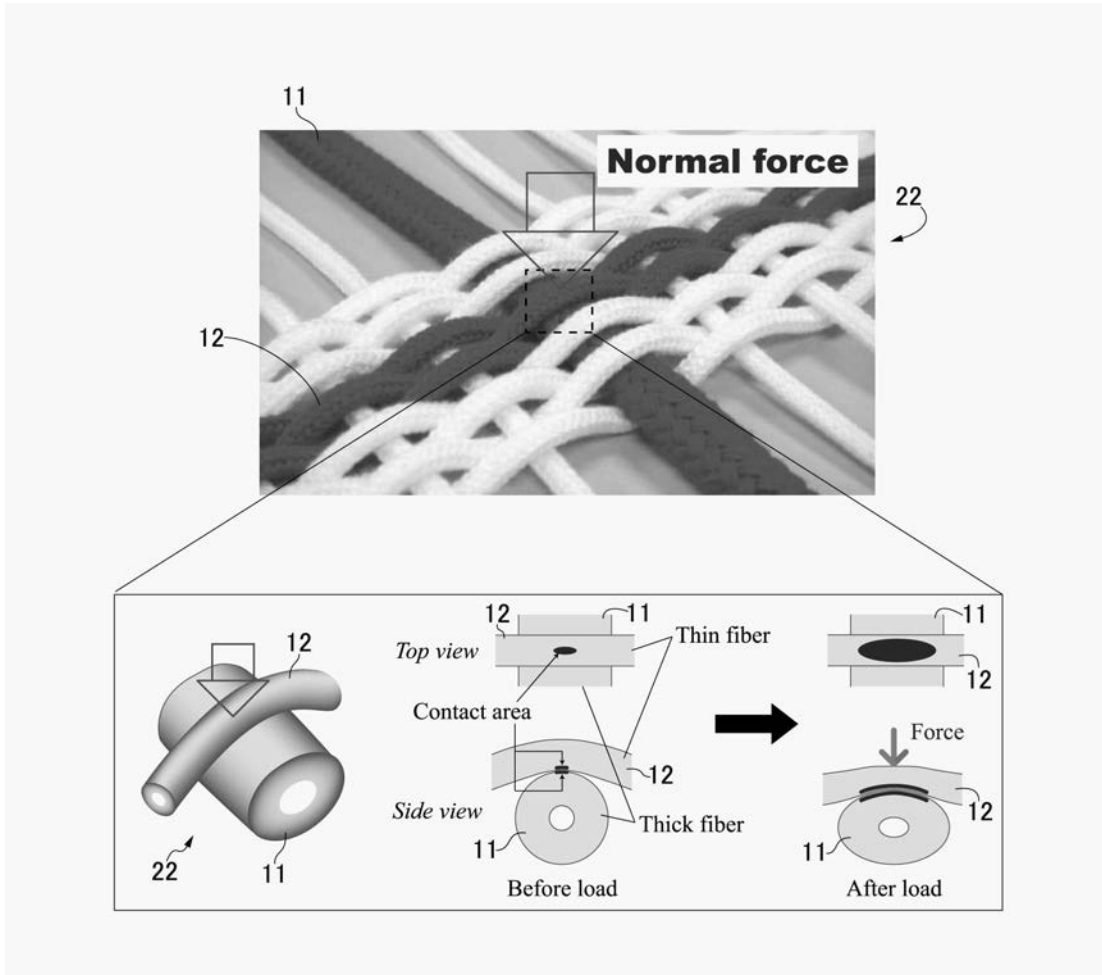 11
Normal force
22
12
12
11
12
11
Top view
Thin fiber
12
Contact area
Force
12
12
Side view
Thick fiber
11
11
22
11
Before load
After load